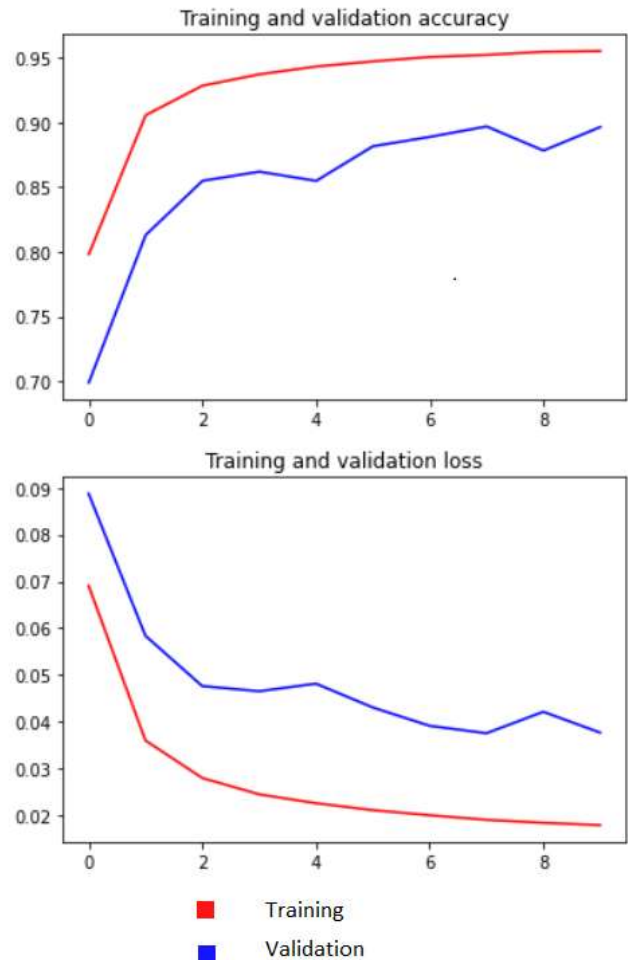 Training and validation accuracy
0.95
0.90
0.85
0.80
0.75
0.70
0 2 4 6 8
Training and validation loss
0.09
0.08
0.07
0.06
0.05
0.04
0.03
0.02
0 2 4 6 8
Training
Validation